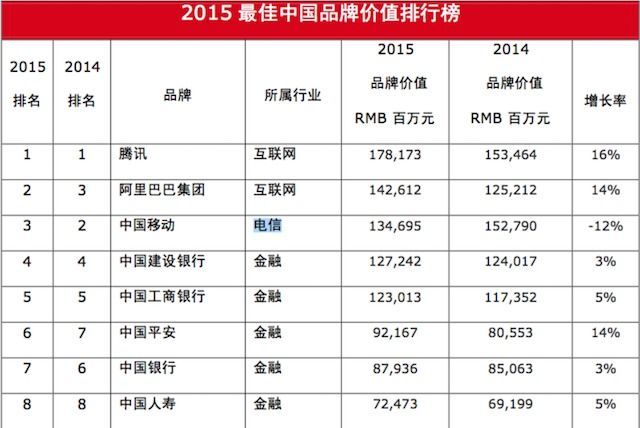 2015 最佳中国品牌价值排行榜
2015 排名 2014 排名 品牌 所属行业 2015 品牌价值 RMB 百万元 2014 品牌价值 RMB 百万元 增长率
1 1 腾讯 互联网 178,173 153,464 16%
2 3 阿里巴巴集团 互联网 142,612 125,212 14%
3 2 中国移动 电信 134,695 152,790 -12%
4 4 中国建设银行 金融 127,242 124,017 3%
5 5 中国工商银行 金融 123,013 117,352 5%
6 7 中国平安 金融 92,167 80,553 14%
7 6 中国银行 金融 87,936 85,063 3%
8 8 中国人寿 金融 72,473 69,199 5%